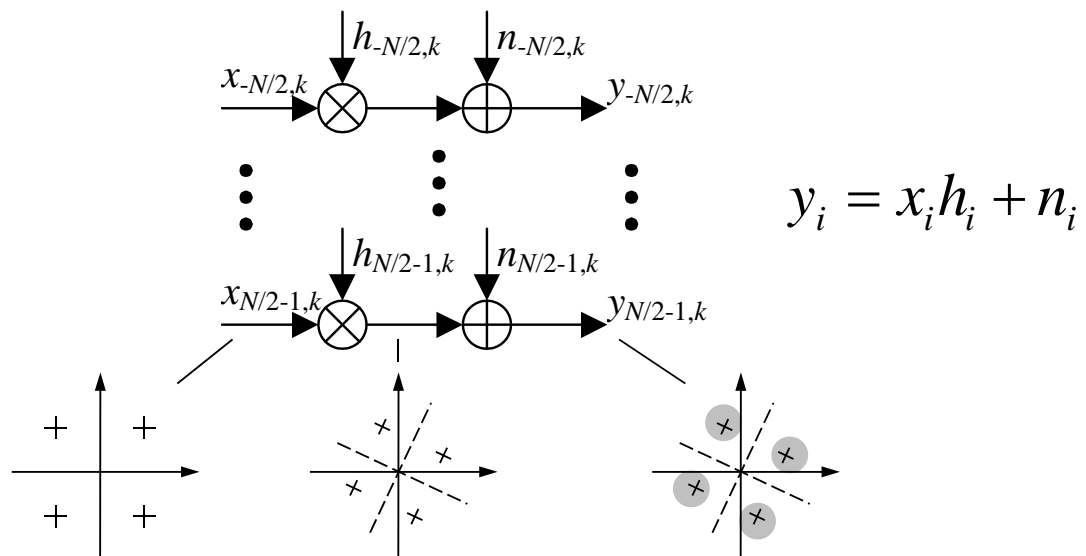 h-N/2,k n-N/2,k
x-N/2,k y-N/2,k
yᵢ = xᵢhᵢ + nᵢ
hN/2-1,k nN/2-1,k
xN/2-1,k yN/2-1,k